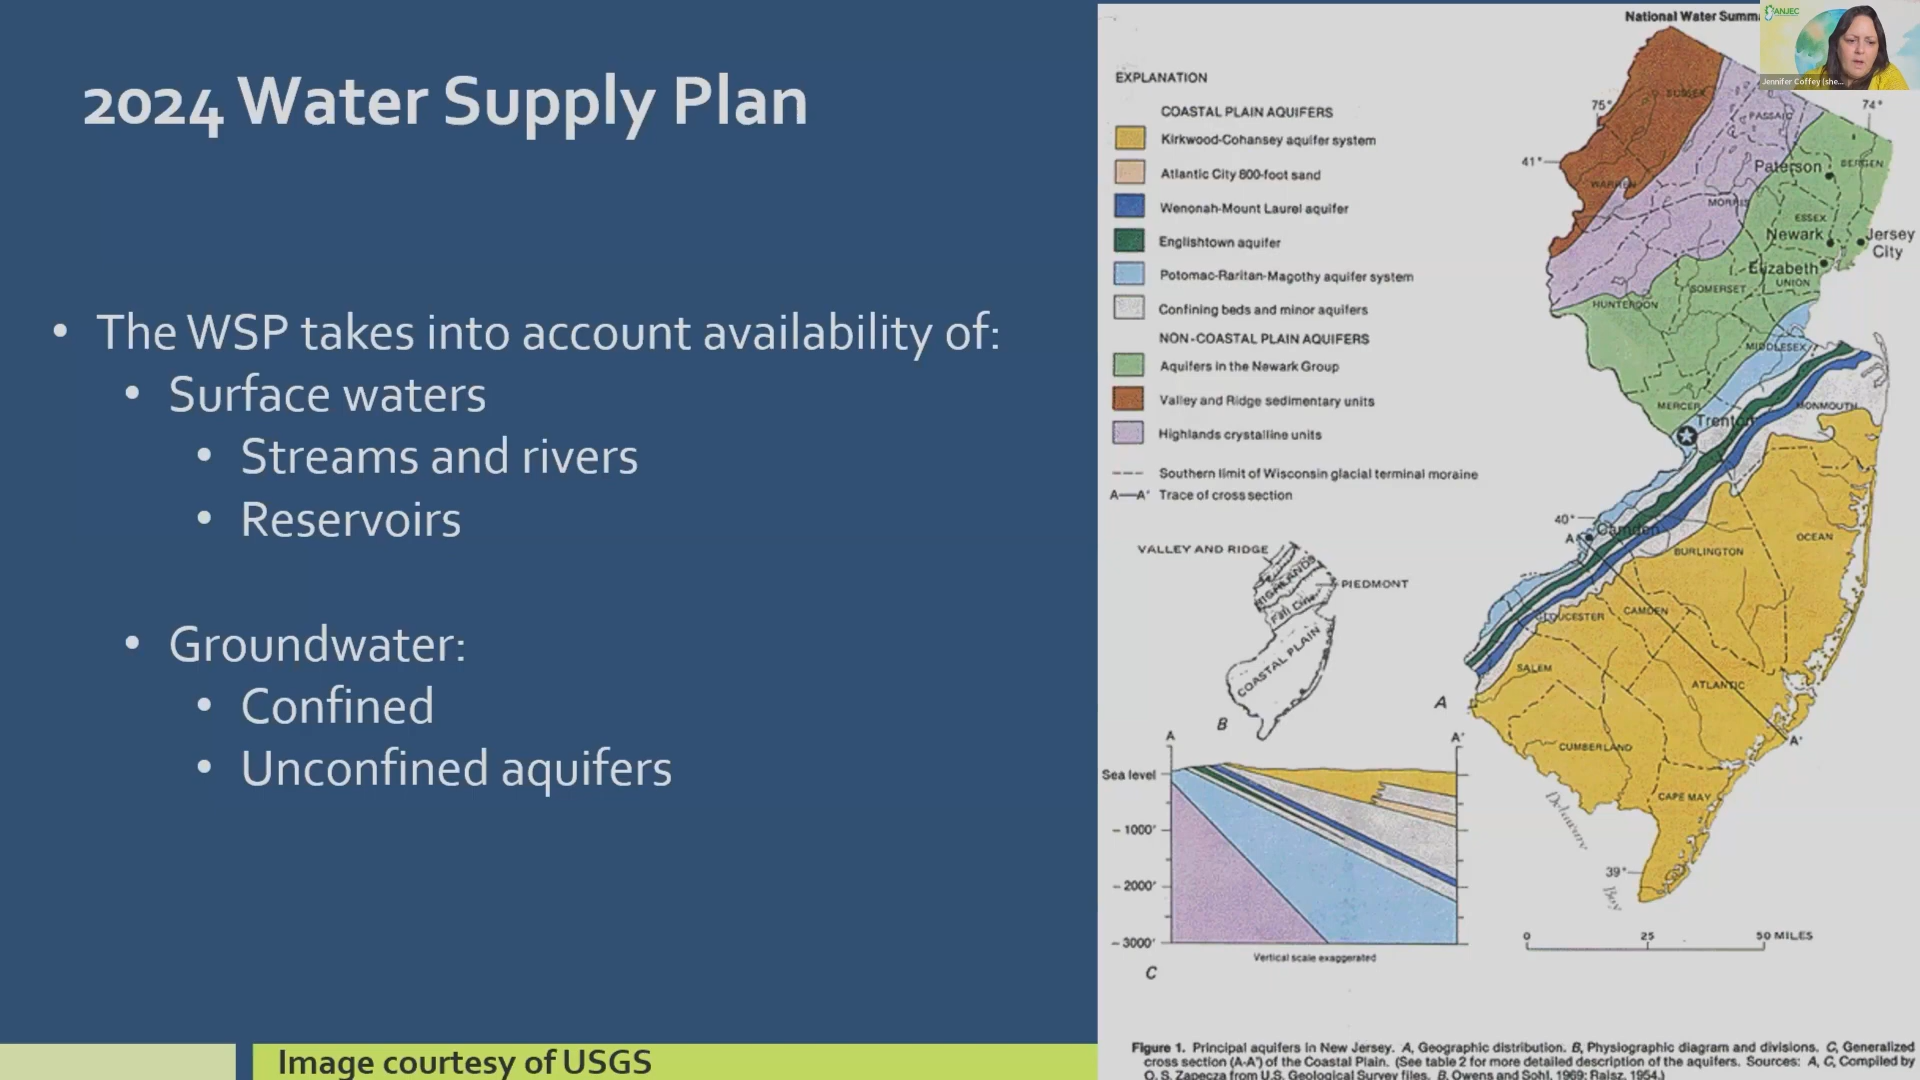 2024 Water Supply Plan
• The WSP takes into account availability of:
• Surface waters
• Streams and rivers
• Reservoirs
• Groundwater:
• Confined
• Unconfined aquifers
Image courtesy of USGS
National Water Summ
ANJEC
Jennifer Coffey (she...
EXPLANATION
COASTAL PLAIN AQUIFERS
Kirkwood-Cohansey aquifer system
Atlantic City 800-foot sand
Wenonah-Mount Laurel aquifer
Englishtown aquifer
Potomac-Raritan-Magothy aquifer system
Confining beds and minor aquifers
NON-COASTAL PLAIN AQUIFERS
Aquifers in the Newark Group
Valley and Ridge sedimentary units
Highlands crystalline units
Southern limit of Wisconsin glacial terminal moraine
A—A' Trace of cross section
75°
74°
41°
SUSSEX
PASSAIC
Paterson
BERGEN
WARREN
MORRIS
ESSEX
Newark
Jersey
City
Elizabeth
UNION
SOMERSET
HUNTERDON
MIDDLESEX
MERCER
MONMOUTH
Trenton
40°
Camden
A
OCEAN
BURLINGTON
GLOUCESTER
CAMDEN
SALEM
ATLANTIC
A
A'
CUMBERLAND
CAPE MAY
Delaware
Bay
39°
0 25 50 MILES
VALLEY AND RIDGE
HIGHLANDS
PIEDMONT
Fall Line
COASTAL PLAIN
B
A A'
Sea level
– 1000'
– 2000'
– 3000'
Vertical scale exaggerated
C
Figure 1. Principal aquifers in New Jersey. A, Geographic distribution. B, Physiographic diagram and divisions. C, Generalized
cross section (A-A') of the Coastal Plain. (See table 2 for more detailed description of the aquifers. Sources: A, C, Compiled by
O. S. Zapecza from U.S. Geological Survey files. B, Owens and Sohl, 1969; Raisz, 1954.)